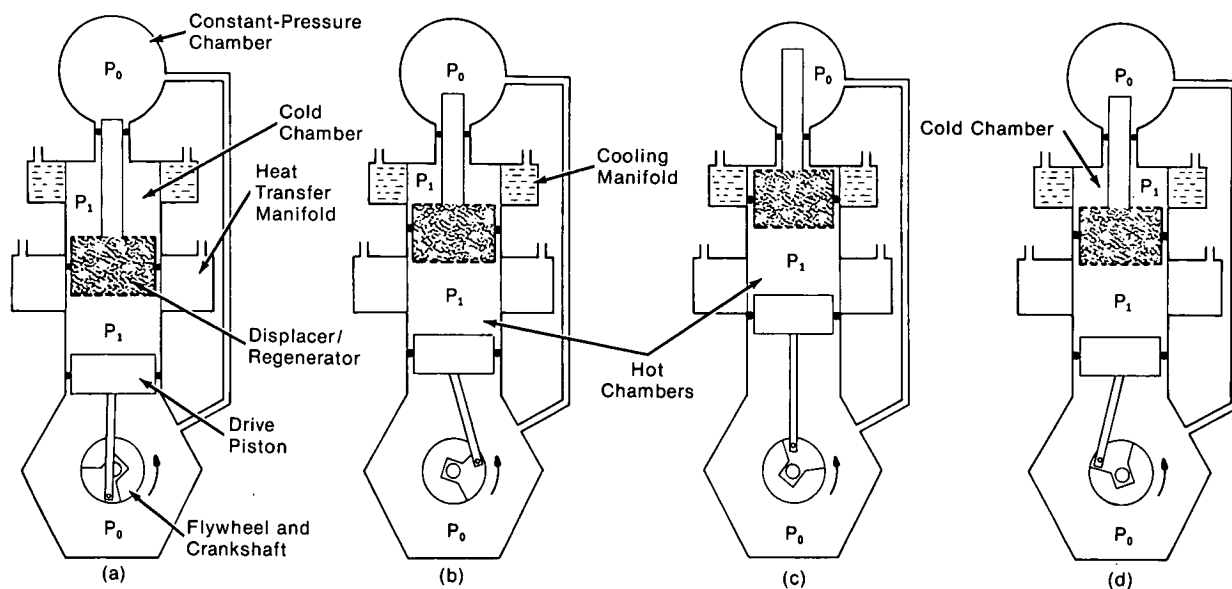 Constant-Pressure
Chamber
P0
Cold
Chamber
Heat
Transfer
Manifold
P1
P1
Displacer/
Regenerator
Drive
Piston
Flywheel and
Crankshaft
P0
(a)
P0
P1
P1
P0
(b)
P0
Cooling
Manifold
P1
Hot
Chambers
P0
(c)
P0
Cold Chamber
P1
P1
P0
(d)